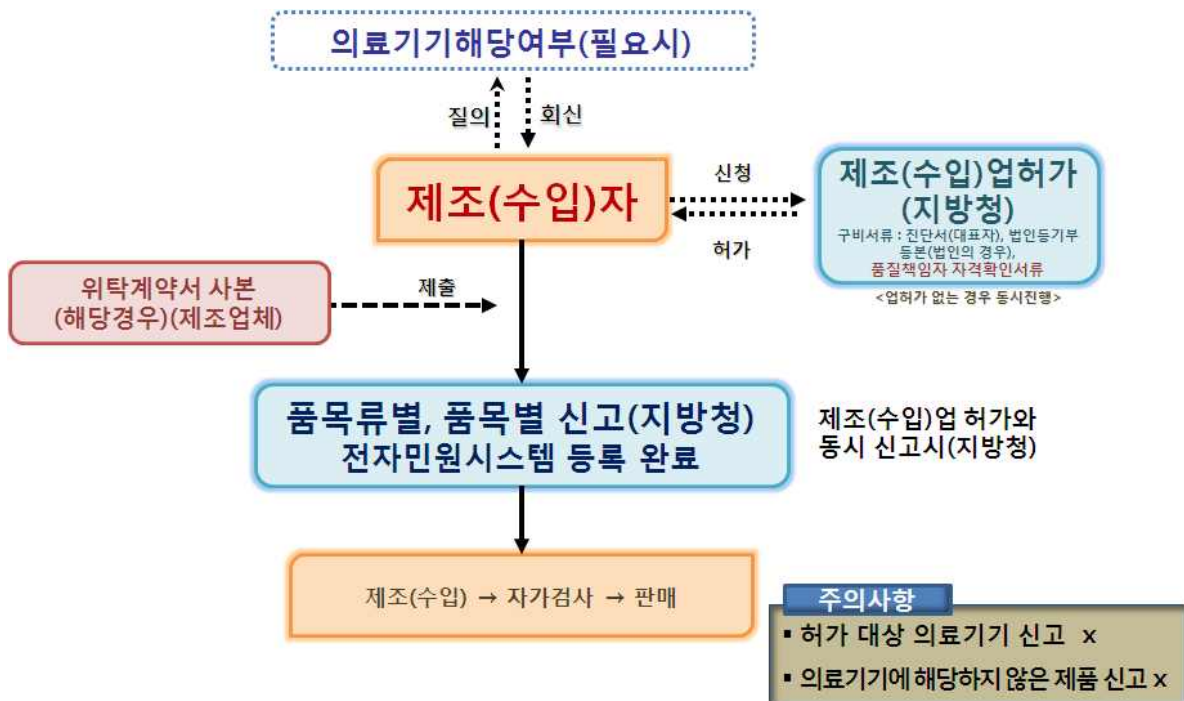 의료기기해당여부(필요시)
질의
회신
제조(수입)자
신청
허가
제조(수입)업허가
(지방청)
구비서류 : 진단서(대표자), 법인등기부
등본(법인의 경우),
품질책임자 자격확인서류
<업허가 없는 경우 동시진행>
위탁계약서 사본
(해당경우)(제조업체)
제출
품목류별, 품목별 신고(지방청)
전자민원시스템 등록 완료
제조(수입)업 허가와
동시 신고시(지방청)
제조(수입) → 자가검사 → 판매
주의사항
▪ 허가 대상 의료기기 신고 x
▪ 의료기기에 해당하지 않은 제품 신고 x